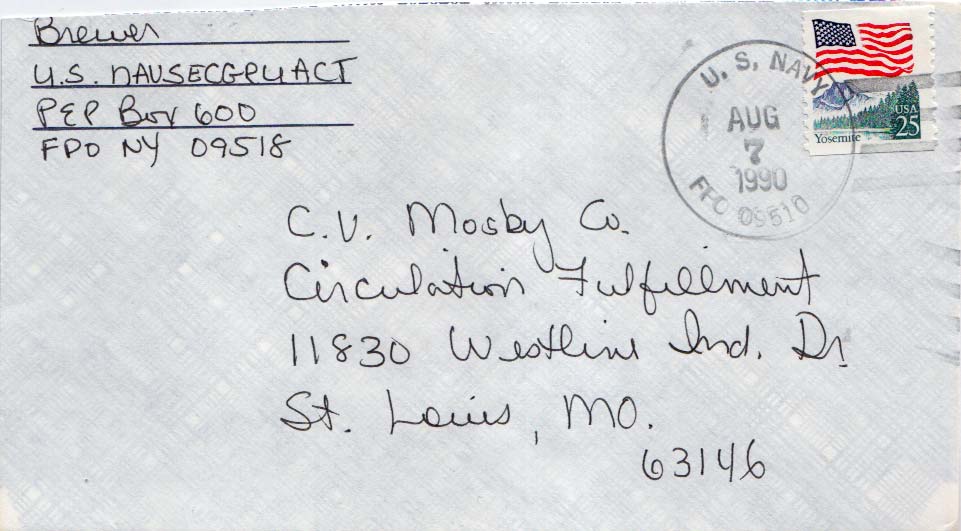 Brewer
U.S. NAVSECGRUACT
PEP Box 600
FPO NY 09518
U.S. NAVY
AUG
7
1990
FPO 09510
USA
25
Yosemite
C.V. Mosby Co.
Circulation Fulfillment
11830 Westline Ind. Dr
St. Louis, MO.
63146